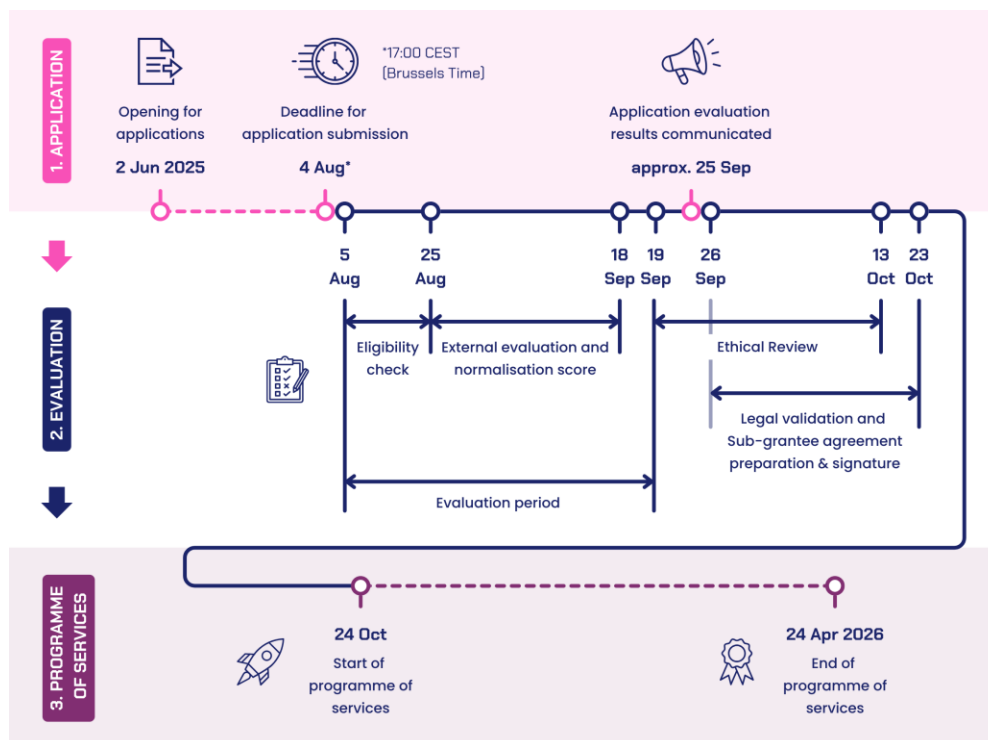 1. APPLICATION
*17:00 CEST
(Brussels Time)
Opening for
applications
2 Jun 2025
Deadline for
application submission
4 Aug*
Application evaluation
results communicated
approx. 25 Sep
2. EVALUATION
5
Aug
25
Aug
18
Sep
19
Sep
26
Sep
13
Oct
23
Oct
Eligibility
check
External evaluation and
normalisation score
Ethical Review
Legal validation and
Sub-grantee agreement
preparation & signature
Evaluation period
3. PROGRAMME
OF SERVICES
24 Oct
Start of
programme of
services
24 Apr 2026
End of
programme of
services